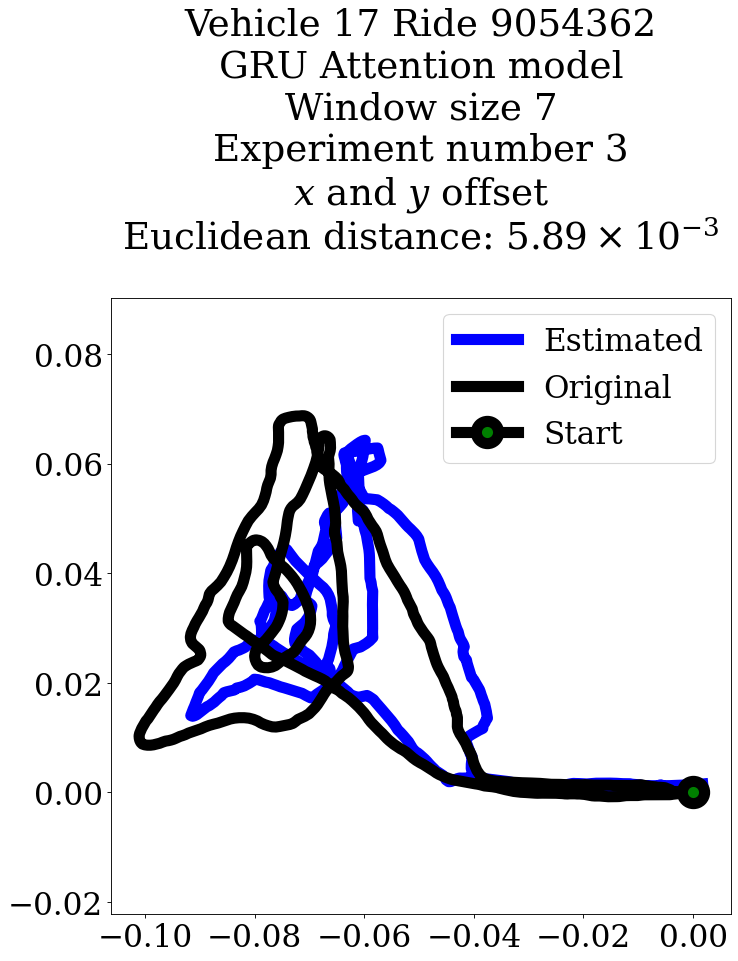 Vehicle 17 Ride 9054362
GRU Attention model
Window size 7
Experiment number 3
x and y offset
Euclidean distance: 5.89 × 10⁻³
Estimated
Original
Start
0.08
0.06
0.04
0.02
0.00
−0.02
−0.10 −0.08 −0.06 −0.04 −0.02 0.00